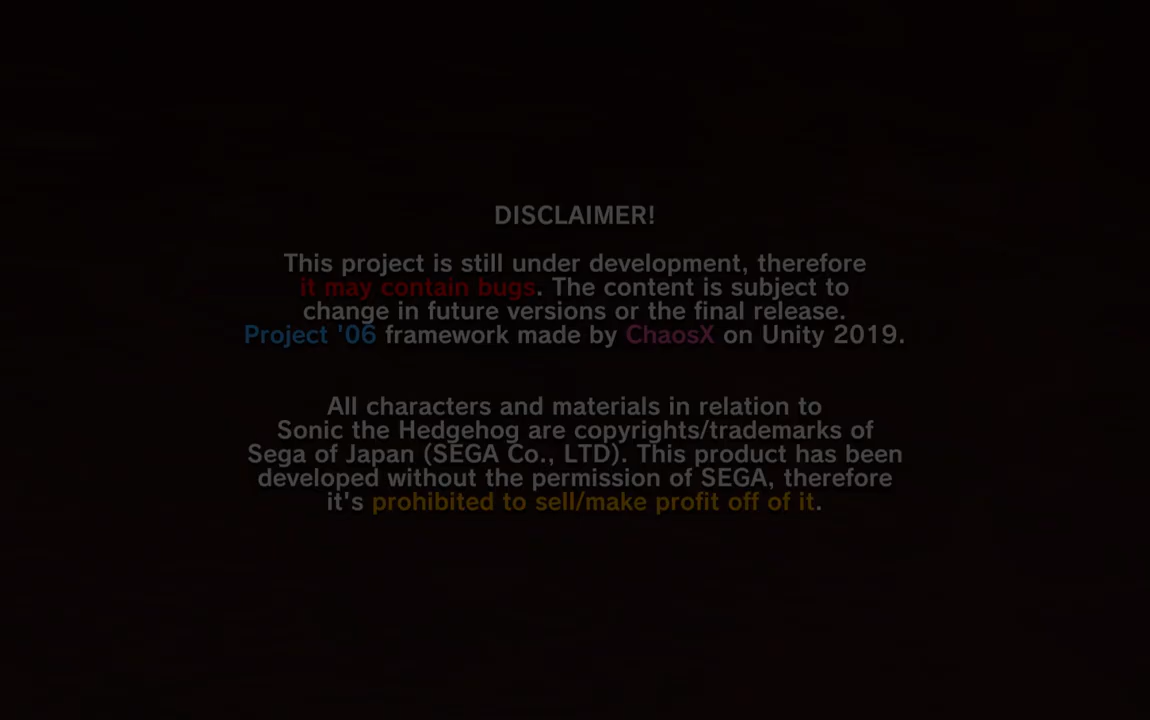 DISCLAIMER!
This project is still under development, therefore
it may contain bugs. The content is subject to
change in future versions or the final release.
Project '06 framework made by ChaosX on Unity 2019.
All characters and materials in relation to
Sonic the Hedgehog are copyrights/trademarks of
Sega of Japan (SEGA Co., LTD). This product has been
developed without the permission of SEGA, therefore
it's prohibited to sell/make profit off of it.